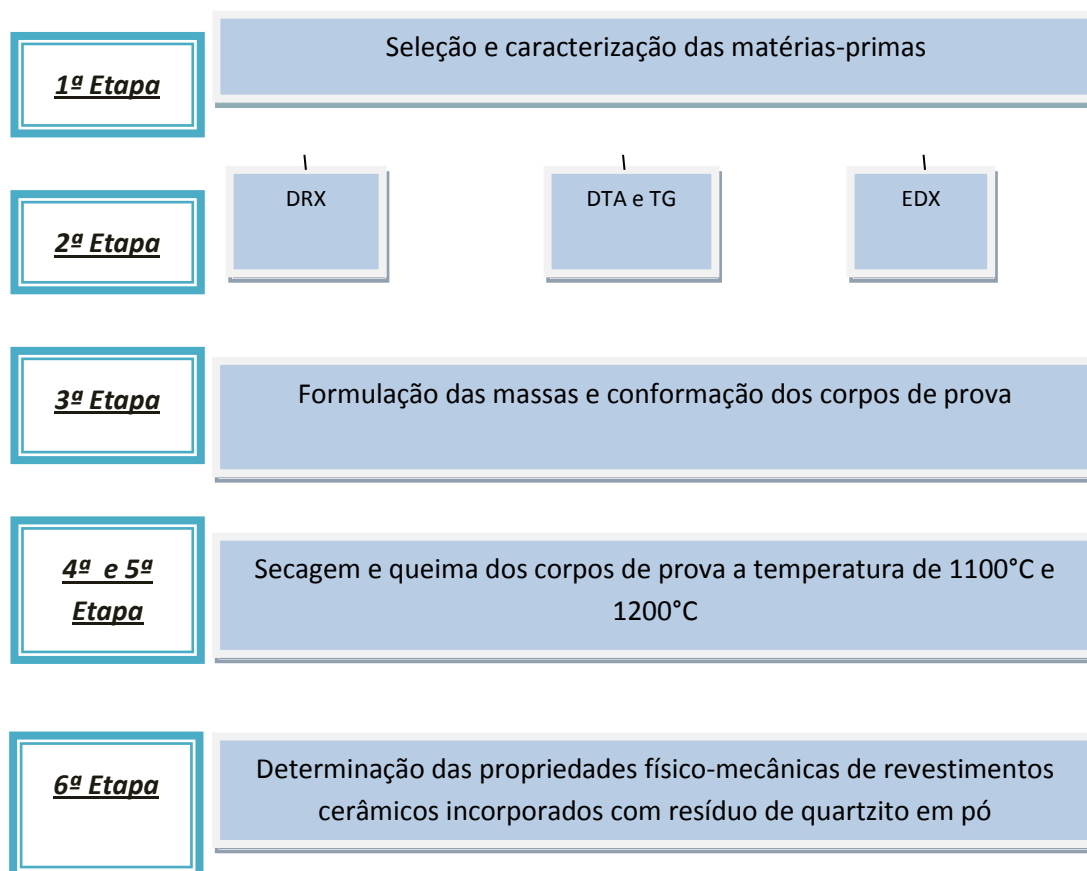 1ª Etapa
Seleção e caracterização das matérias-primas
2ª Etapa
DRX
DTA e TG
EDX
3ª Etapa
Formulação das massas e conformação dos corpos de prova
4ª e 5ª
Etapa
Secagem e queima dos corpos de prova a temperatura de 1100°C e
1200°C
6ª Etapa
Determinação das propriedades físico-mecânicas de revestimentos
cerâmicos incorporados com resíduo de quartzito em pó